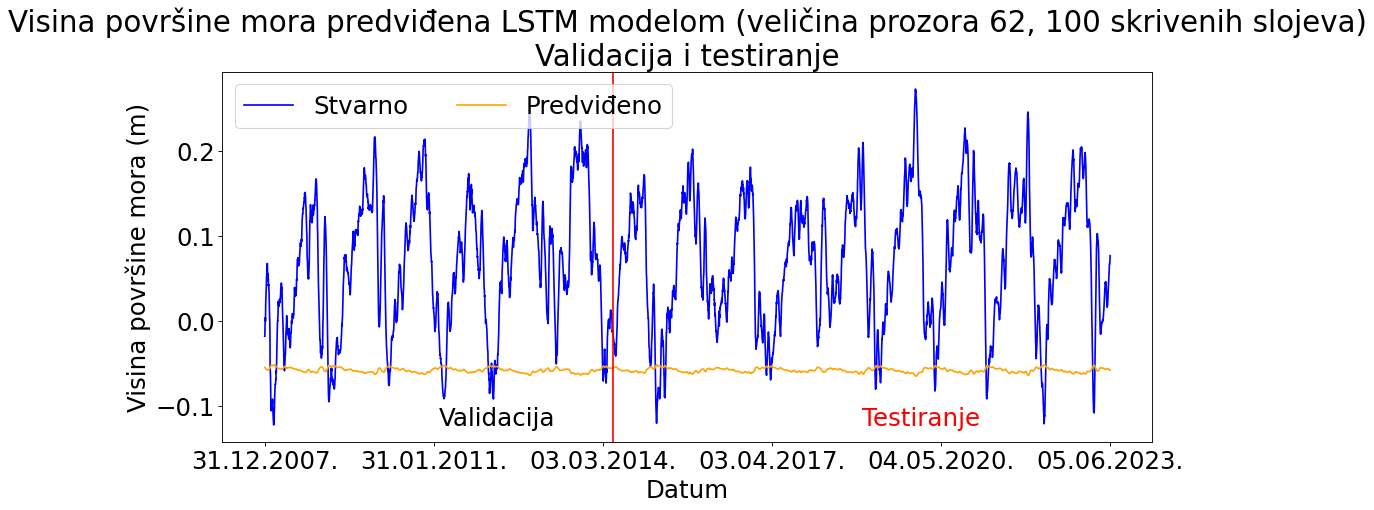 Visina površine mora predviđena LSTM modelom (veličina prozora 62, 100 skrivenih slojeva)
Validacija i testiranje
Stvarno
Predviđeno
Visina površine mora (m)
0.2
0.1
0.0
−0.1
Validacija
Testiranje
31.12.2007.
31.01.2011.
03.03.2014.
03.04.2017.
04.05.2020.
05.06.2023.
Datum